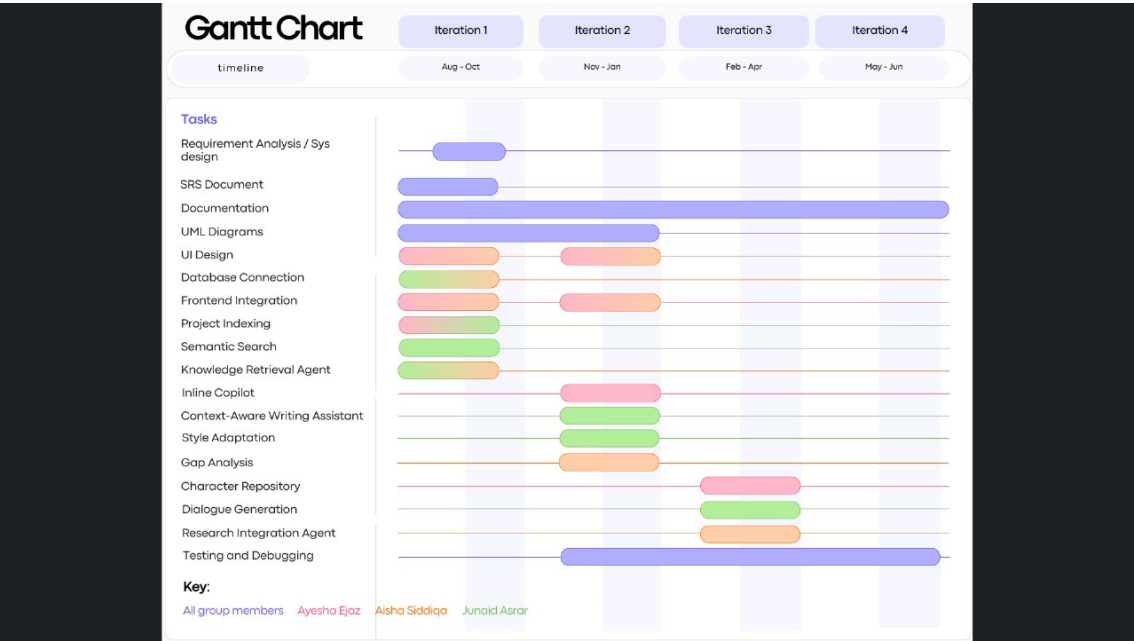 Gantt Chart
Iteration 1
Iteration 2
Iteration 3
Iteration 4
timeline
Aug - Oct
Nov - Jan
Feb - Apr
May - Jun
Tasks
Requirement Analysis / Sys
design
SRS Document
Documentation
UML Diagrams
UI Design
Database Connection
Frontend Integration
Project Indexing
Semantic Search
Knowledge Retrieval Agent
Inline Copilot
Context-Aware Writing Assistant
Style Adaptation
Gap Analysis
Character Repository
Dialogue Generation
Research Integration Agent
Testing and Debugging
Key:
All group members Ayesha Ejaz Aisha Siddiqa Junaid Asrar